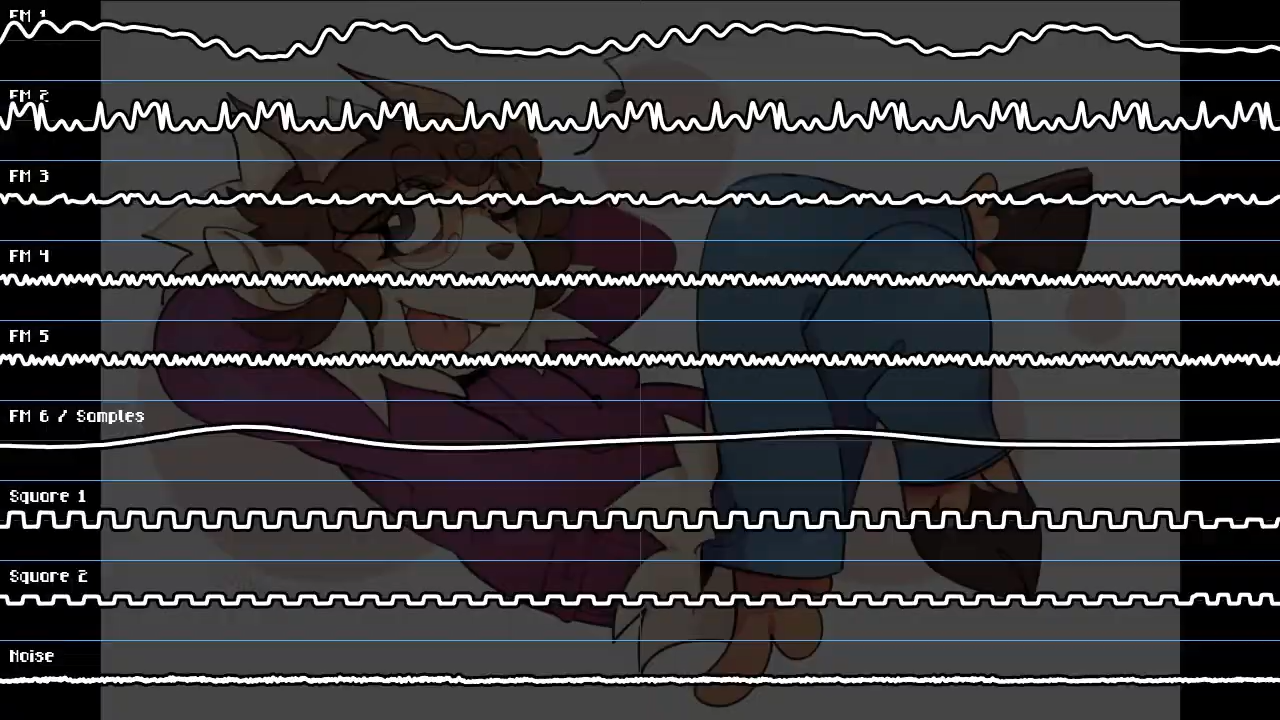 FM 1
FM 2
FM 3
FM 4
FM 5
FM 6 / Samples
Square 1
Square 2
Noise